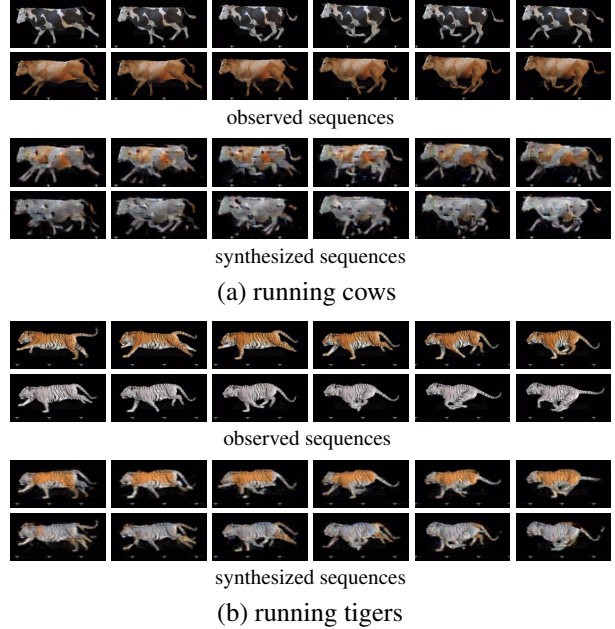 observed sequences
synthesized sequences
(a) running cows
observed sequences
synthesized sequences
(b) running tigers